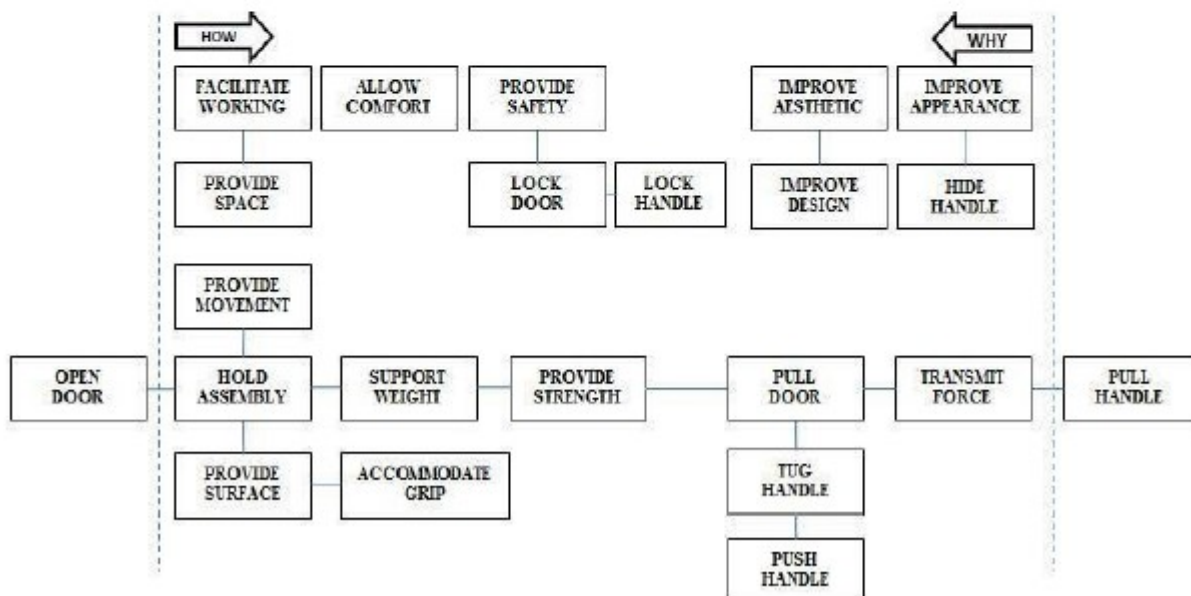 HOW
WHY
FACILITATE
WORKING
ALLOW
COMFORT
PROVIDE
SAFETY
IMPROVE
AESTHETIC
IMPROVE
APPEARANCE
PROVIDE
SPACE
LOCK
DOOR
LOCK
HANDLE
IMPROVE
DESIGN
HIDE
HANDLE
PROVIDE
MOVEMENT
OPEN
DOOR
HOLD
ASSEMBLY
SUPPORT
WEIGHT
PROVIDE
STRENGTH
PULL
DOOR
TRANSMIT
FORCE
PULL
HANDLE
PROVIDE
SURFACE
ACCOMMODATE
GRIP
TUG
HANDLE
PUSH
HANDLE